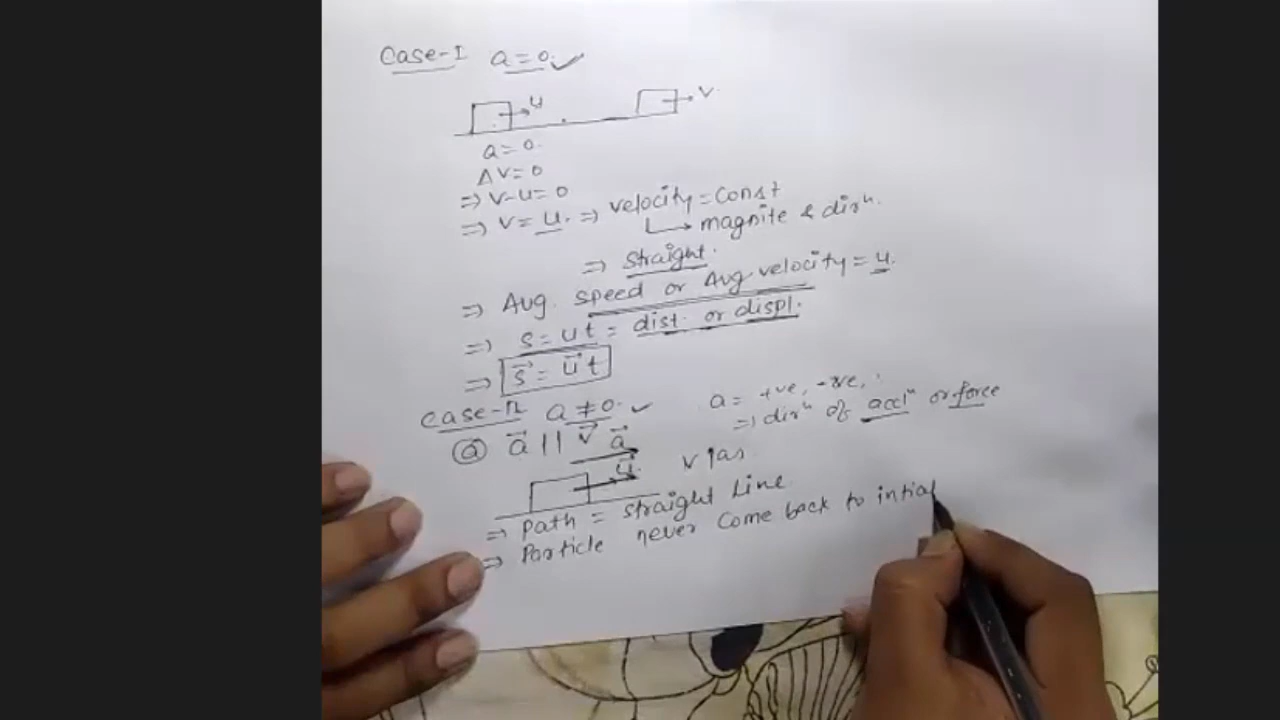 Case-I a = 0.
u v
a = 0.
Δv = 0
⇒ v-u = 0
⇒ v = u. ⇒ velocity = Const
↳ magnite & dirⁿ.
⇒ straight.
⇒ Avg. speed or Avg velocity = u.
⇒ s = ut = dist. or displ.
⇒ s⃗ = u⃗t
Case-II a ≠ 0.
a = +ve, -ve,
⇒ dirⁿ of accⁿ or force
ⓐ a⃗ || v⃗ a⃗
u⃗ v ↑as
⇒ Path = straight Line
⇒ Particle never come back to intial